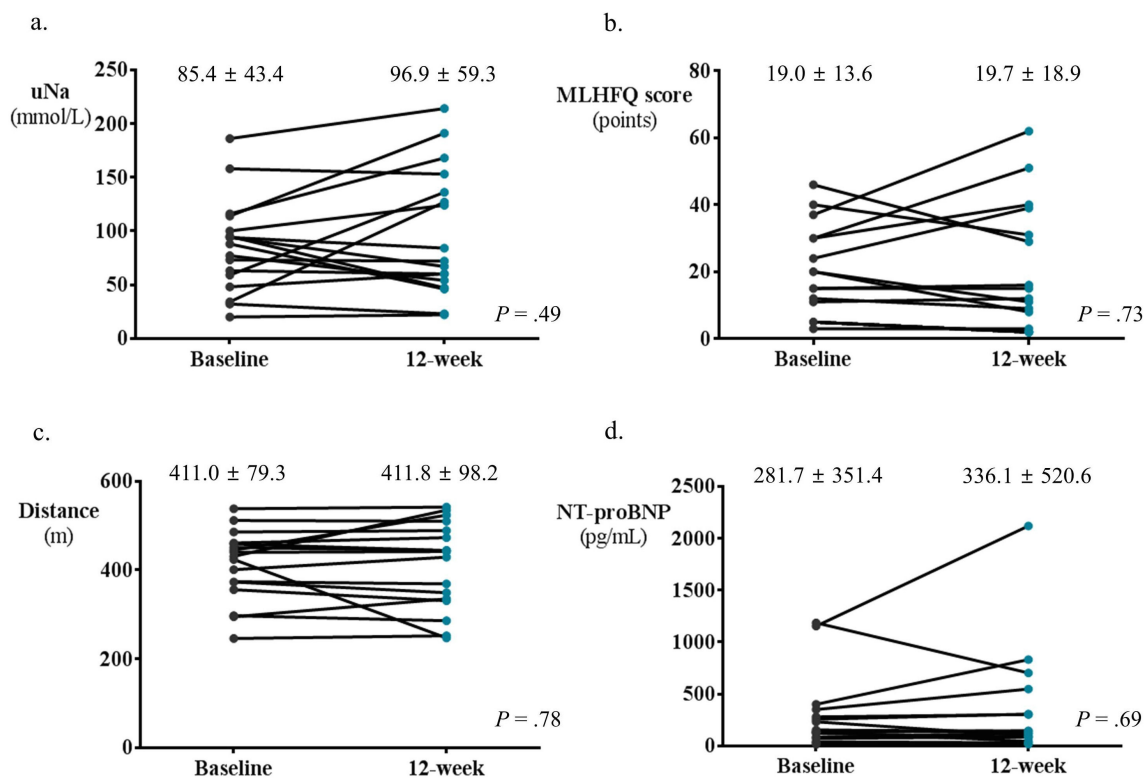 a.
85.4 ± 43.4
96.9 ± 59.3
uNa
(mmol/L)
250
200
150
100
50
0
Baseline
12-week
P = .49
b.
19.0 ± 13.6
19.7 ± 18.9
MLHFQ score
(points)
80
60
40
20
0
Baseline
12-week
P = .73
c.
411.0 ± 79.3
411.8 ± 98.2
Distance
(m)
600
400
200
0
Baseline
12-week
P = .78
d.
281.7 ± 351.4
336.1 ± 520.6
NT-proBNP
(pg/mL)
2500
2000
1500
1000
500
0
Baseline
12-week
P = .69